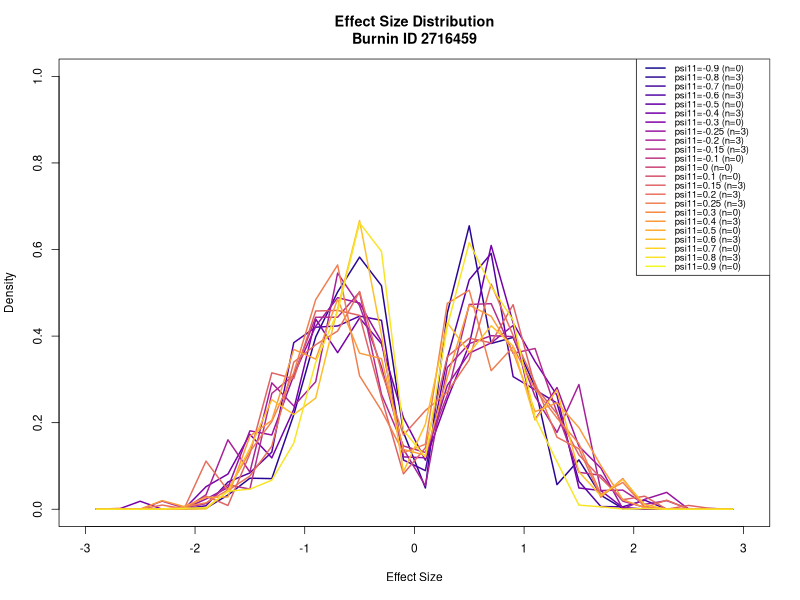 Effect Size Distribution
Burnin ID 2716459
psi11=-0.9 (n=0)
psi11=-0.8 (n=3)
psi11=-0.7 (n=0)
psi11=-0.6 (n=3)
psi11=-0.5 (n=0)
psi11=-0.4 (n=3)
psi11=-0.3 (n=0)
psi11=-0.25 (n=3)
psi11=-0.2 (n=3)
psi11=-0.15 (n=3)
psi11=-0.1 (n=0)
psi11=0 (n=0)
psi11=0.1 (n=0)
psi11=0.15 (n=3)
psi11=0.2 (n=3)
psi11=0.25 (n=3)
psi11=0.3 (n=0)
psi11=0.4 (n=3)
psi11=0.5 (n=0)
psi11=0.6 (n=3)
psi11=0.7 (n=0)
psi11=0.8 (n=3)
psi11=0.9 (n=0)
Density
1.0
0.8
0.6
0.4
0.2
0.0
-3 -2 -1 0 1 2 3
Effect Size